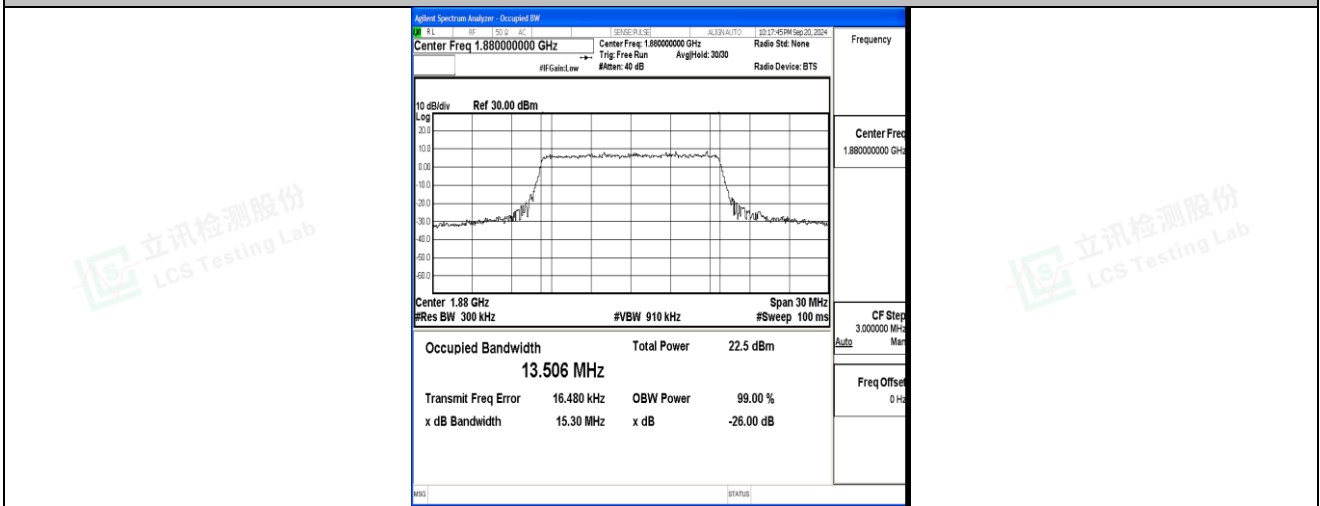 Agilent Spectrum Analyzer - Occupied BW
RL RF 50 Ω AC SENSE:PULSE ALIGN AUTO 10:17:45 PM Sep 20, 2024
Center Freq 1.880000000 GHz
Center Freq: 1.880000000 GHz
Radio Std: None
Trig: Free Run Avg|Hold: 30/30
#IFGain:Low #Atten: 40 dB Radio Device: BTS
Frequency
10 dB/div Ref 30.00 dBm
Log
20.0
10.0
0.00
-10.0
-20.0
-30.0
-40.0
-50.0
-60.0
Center 1.88 GHz Span 30 MHz
#Res BW 300 kHz #VBW 910 kHz #Sweep 100 ms
Occupied Bandwidth Total Power 22.5 dBm
13.506 MHz
Transmit Freq Error 16.480 kHz OBW Power 99.00 %
x dB Bandwidth 15.30 MHz x dB -26.00 dB
Center Freq
1.880000000 GHz
CF Step
3.000000 MHz
Auto Man
Freq Offset
0 Hz
MSG STATUS
立讯检测股份
LCS Testing Lab
立讯检测股份
LCS Testing Lab